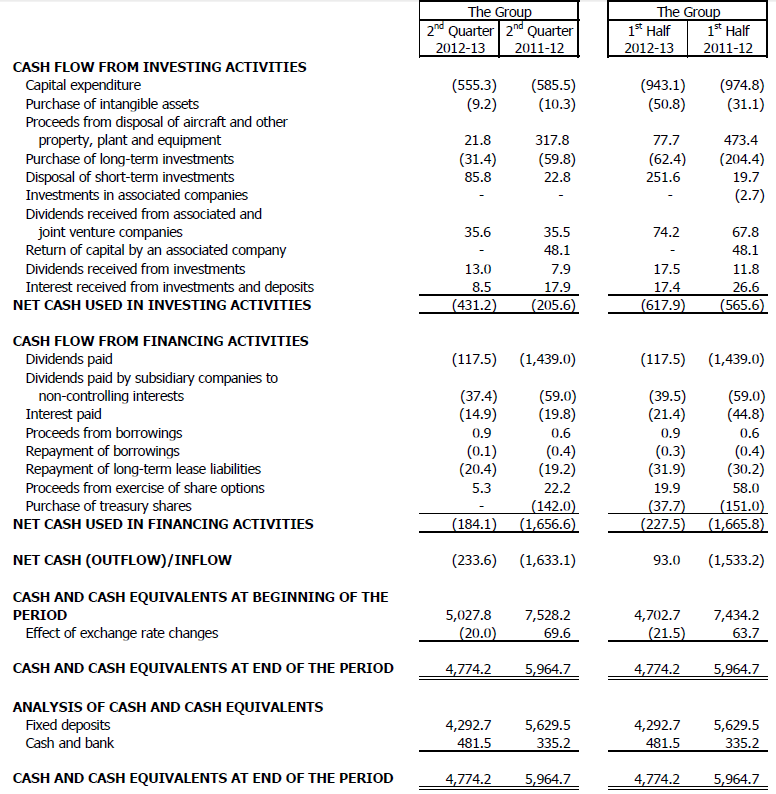 The Group The Group
2nd Quarter 2nd Quarter 1st Half 1st Half
2012-13 2011-12 2012-13 2011-12
CASH FLOW FROM INVESTING ACTIVITIES
Capital expenditure (555.3) (585.5) (943.1) (974.8)
Purchase of intangible assets (9.2) (10.3) (50.8) (31.1)
Proceeds from disposal of aircraft and other
property, plant and equipment 21.8 317.8 77.7 473.4
Purchase of long-term investments (31.4) (59.8) (62.4) (204.4)
Disposal of short-term investments 85.8 22.8 251.6 19.7
Investments in associated companies - - - (2.7)
Dividends received from associated and
joint venture companies 35.6 35.5 74.2 67.8
Return of capital by an associated company - 48.1 - 48.1
Dividends received from investments 13.0 7.9 17.5 11.8
Interest received from investments and deposits 8.5 17.9 17.4 26.6
NET CASH USED IN INVESTING ACTIVITIES (431.2) (205.6) (617.9) (565.6)
CASH FLOW FROM FINANCING ACTIVITIES
Dividends paid (117.5) (1,439.0) (117.5) (1,439.0)
Dividends paid by subsidiary companies to
non-controlling interests (37.4) (59.0) (39.5) (59.0)
Interest paid (14.9) (19.8) (21.4) (44.8)
Proceeds from borrowings 0.9 0.6 0.9 0.6
Repayment of borrowings (0.1) (0.4) (0.3) (0.4)
Repayment of long-term lease liabilities (20.4) (19.2) (31.9) (30.2)
Proceeds from exercise of share options 5.3 22.2 19.9 58.0
Purchase of treasury shares - (142.0) (37.7) (151.0)
NET CASH USED IN FINANCING ACTIVITIES (184.1) (1,656.6) (227.5) (1,665.8)
NET CASH (OUTFLOW)/INFLOW (233.6) (1,633.1) 93.0 (1,533.2)
CASH AND CASH EQUIVALENTS AT BEGINNING OF THE
PERIOD 5,027.8 7,528.2 4,702.7 7,434.2
Effect of exchange rate changes (20.0) 69.6 (21.5) 63.7
CASH AND CASH EQUIVALENTS AT END OF THE PERIOD 4,774.2 5,964.7 4,774.2 5,964.7
ANALYSIS OF CASH AND CASH EQUIVALENTS
Fixed deposits 4,292.7 5,629.5 4,292.7 5,629.5
Cash and bank 481.5 335.2 481.5 335.2
CASH AND CASH EQUIVALENTS AT END OF THE PERIOD 4,774.2 5,964.7 4,774.2 5,964.7